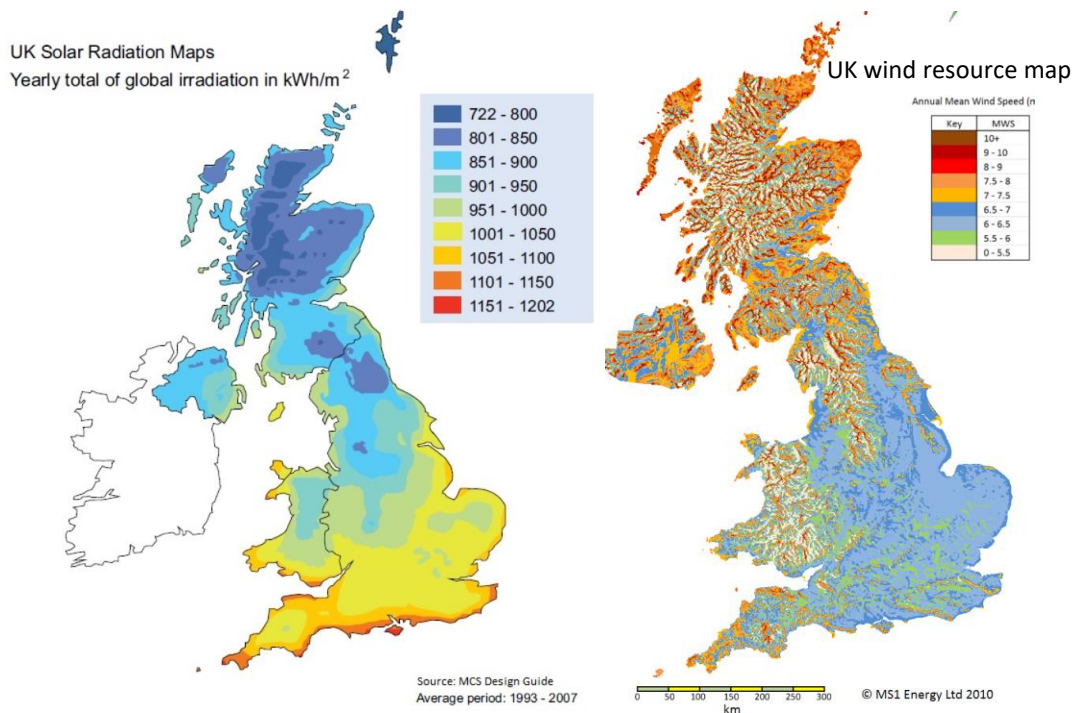 UK Solar Radiation Maps
Yearly total of global irradiation in kWh/m²
722 - 800
801 - 850
851 - 900
901 - 950
951 - 1000
1001 - 1050
1051 - 1100
1101 - 1150
1151 - 1202
Source: MCS Design Guide
Average period: 1993 - 2007
UK wind resource map
Annual Mean Wind Speed (m
Key MWS
10+
9 - 10
8 - 9
7.5 - 8
7 - 7.5
6.5 - 7
6 - 6.5
5.5 - 6
0 - 5.5
0 50 100 150 200 250 300
km
© MS1 Energy Ltd 2010